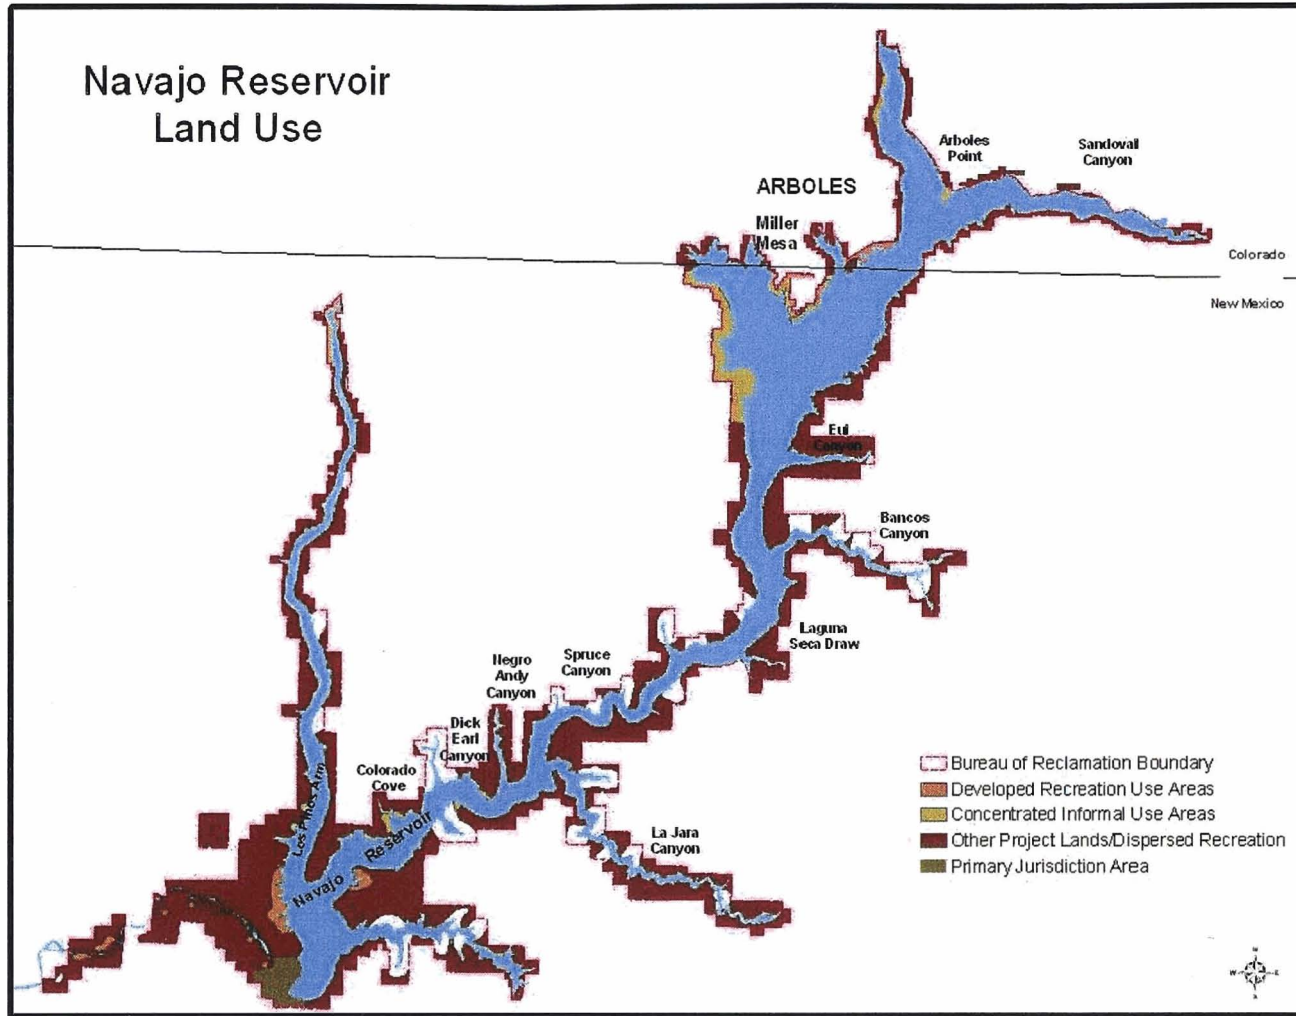 Navajo Reservoir
Land Use
Arboles
Point
Sandoval
Canyon
ARBOLES
Miller
Mesa
Colorado
New Mexico
Eul
Canyon
Bancos
Canyon
Laguna
Seca Draw
Spruce
Canyon
Negro
Andy
Canyon
Dick
Earl
Canyon
Colorado
Cove
Los Pinos Arm
Navajo Reservoir
La Jara
Canyon
Bureau of Reclamation Boundary
Developed Recreation Use Areas
Concentrated Informal Use Areas
Other Project Lands/Dispersed Recreation
Primary Jurisdiction Area
N
W
E
S